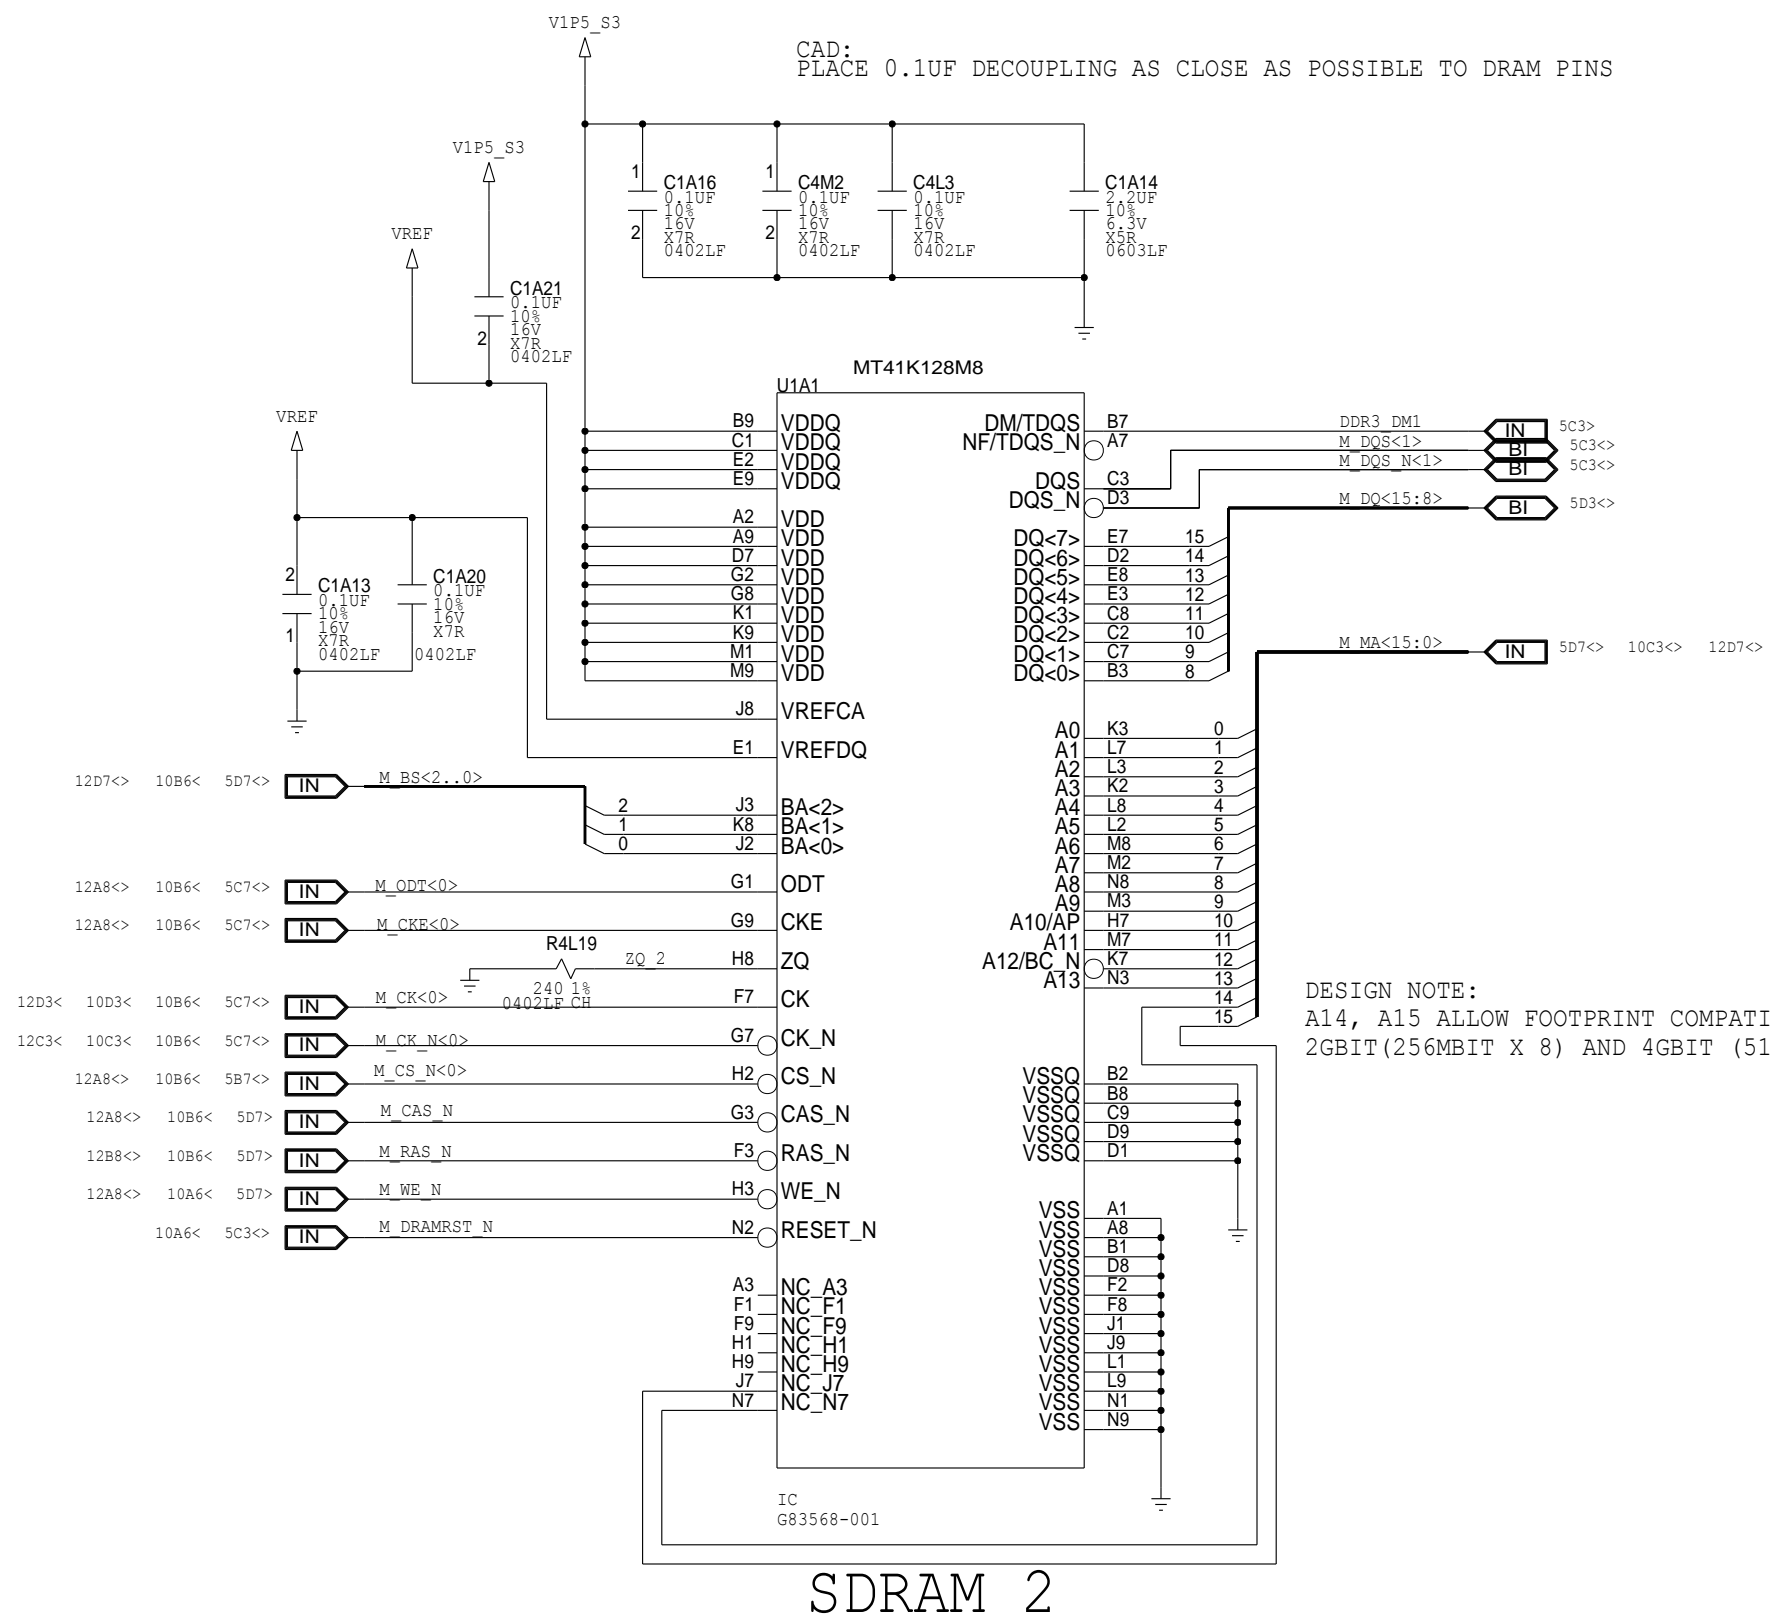 V1P5_S3
CAD:
PLACE 0.1UF DECOUPLING AS CLOSE AS POSSIBLE TO DRAM PINS
V1P5_S3
VREF
1
C1A16
0.1UF
10%
16V
X7R
0402LF
2
1
C4M2
0.1UF
10%
16V
X7R
0402LF
2
C4L3
0.1UF
10%
16V
X7R
0402LF
C1A14
2.2UF
10%
6.3V
X5R
0603LF
C1A21
0.1UF
10%
16V
X7R
0402LF
2
VREF
2
C1A13
0.1UF
10%
16V
X7R
0402LF
1
C1A20
0.1UF
10%
16V
X7R
0402LF
MT41K128M8
U1A1
B9 VDDQ
C1 VDDQ
E2 VDDQ
E9 VDDQ
A2 VDD
A9 VDD
D7 VDD
G2 VDD
G8 VDD
K1 VDD
K9 VDD
M1 VDD
M9 VDD
J8 VREFCA
E1 VREFDQ
12D7<> 10B6< 5D7<> IN M_BS<2..0>
2 J3 BA<2>
1 K8 BA<1>
0 J2 BA<0>
12A8<> 10B6< 5C7<> IN M_ODT<0> G1 ODT
12A8<> 10B6< 5C7<> IN M_CKE<0> G9 CKE
R4L19
ZQ_2 H8 ZQ
240 1%
0402LF CH
12D3< 10D3< 10B6< 5C7<> IN M_CK<0> F7 CK
12C3< 10C3< 10B6< 5C7<> IN M_CK_N<0> G7 CK_N
12A8<> 10B6< 5B7<> IN M_CS_N<0> H2 CS_N
12A8<> 10B6< 5D7> IN M_CAS_N G3 CAS_N
12B8<> 10B6< 5D7> IN M_RAS_N F3 RAS_N
12A8<> 10A6< 5D7> IN M_WE_N H3 WE_N
10A6< 5C3<> IN M_DRAMRST_N N2 RESET_N
A3 NC_A3
F1 NC_F1
F9 NC_F9
H1 NC_H1
H9 NC_H9
J7 NC_J7
N7 NC_N7
DM/TDQS B7 DDR3_DM1 IN 5C3>
NF/TDQS_N A7 M_DQS<1> BI 5C3<>
M_DQS_N<1> BI 5C3<>
DQS C3
DQS_N D3 M_DQ<15:8> BI 5D3<>
DQ<7> E7 15
DQ<6> D2 14
DQ<5> E8 13
DQ<4> E3 12
DQ<3> C8 11
DQ<2> C2 10
DQ<1> C7 9
DQ<0> B3 8
M_MA<15:0> IN 5D7<> 10C3<> 12D7<>
A0 K3 0
A1 L7 1
A2 L3 2
A3 K2 3
A4 L8 4
A5 L2 5
A6 M8 6
A7 M2 7
A8 N8 8
A9 M3 9
A10/AP H7 10
A11 M7 11
A12/BC_N K7 12
A13 N3 13
14
15
DESIGN NOTE:
A14, A15 ALLOW FOOTPRINT COMPATI
2GBIT(256MBIT X 8) AND 4GBIT (51
VSSQ B2
VSSQ B8
VSSQ C9
VSSQ D9
VSSQ D1
VSS A1
VSS A8
VSS B1
VSS D8
VSS F2
VSS F8
VSS J1
VSS J9
VSS L1
VSS L9
VSS N1
VSS N9
IC
G83568-001
SDRAM 2